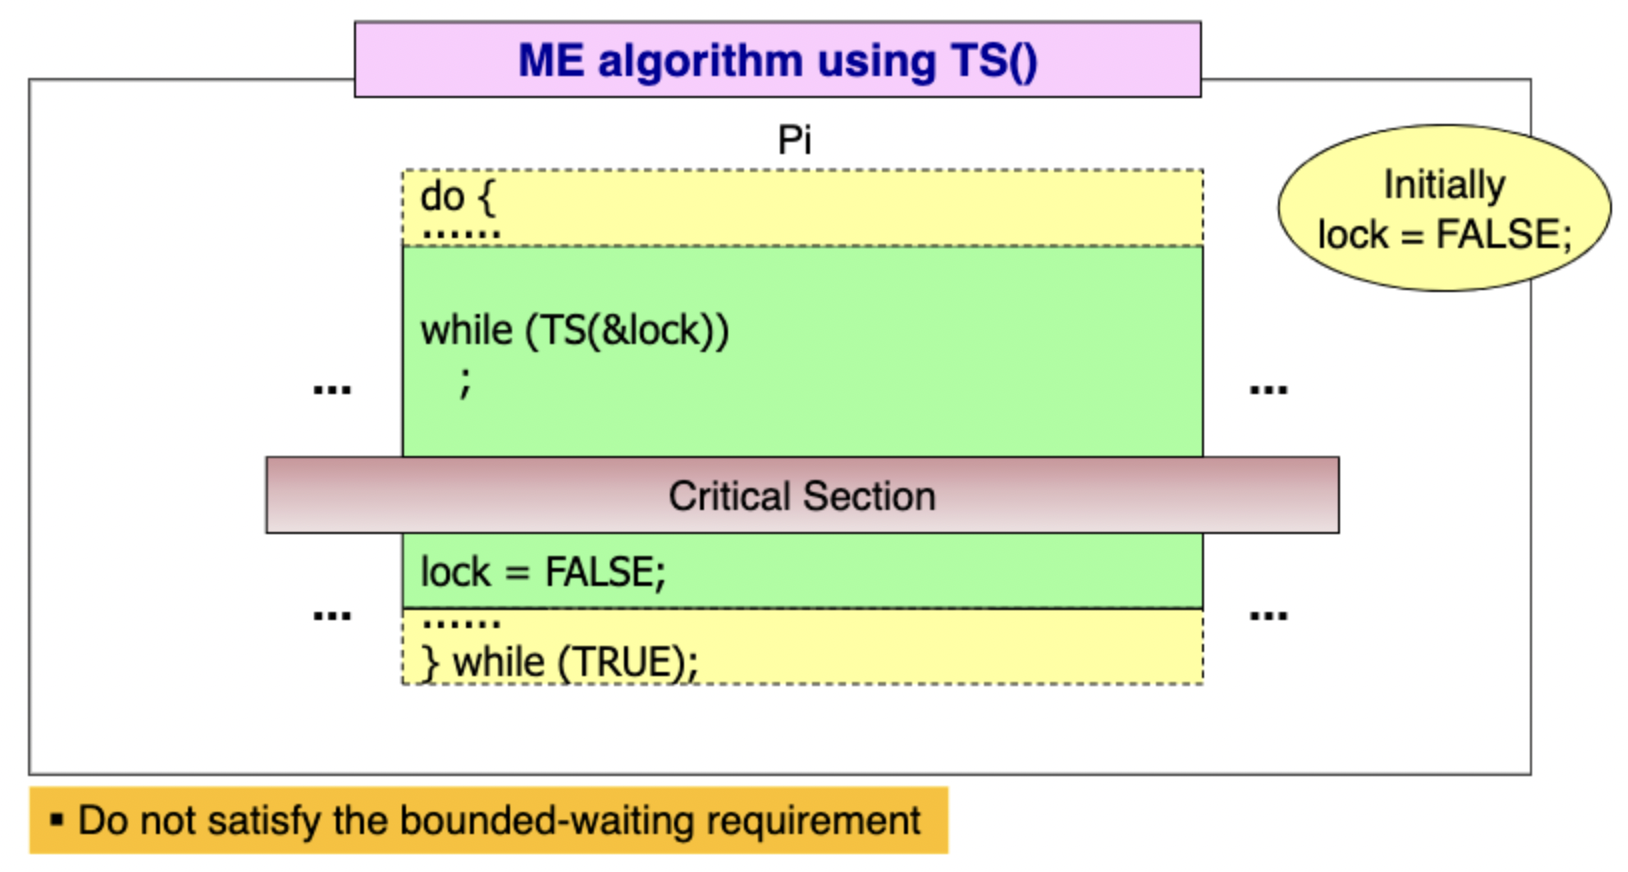 ME algorithm using TS()
Pi
Initially
lock = FALSE;
do {
......
while (TS(&lock))
;
...
...
Critical Section
lock = FALSE;
...
...
......
} while (TRUE);
▪ Do not satisfy the bounded-waiting requirement